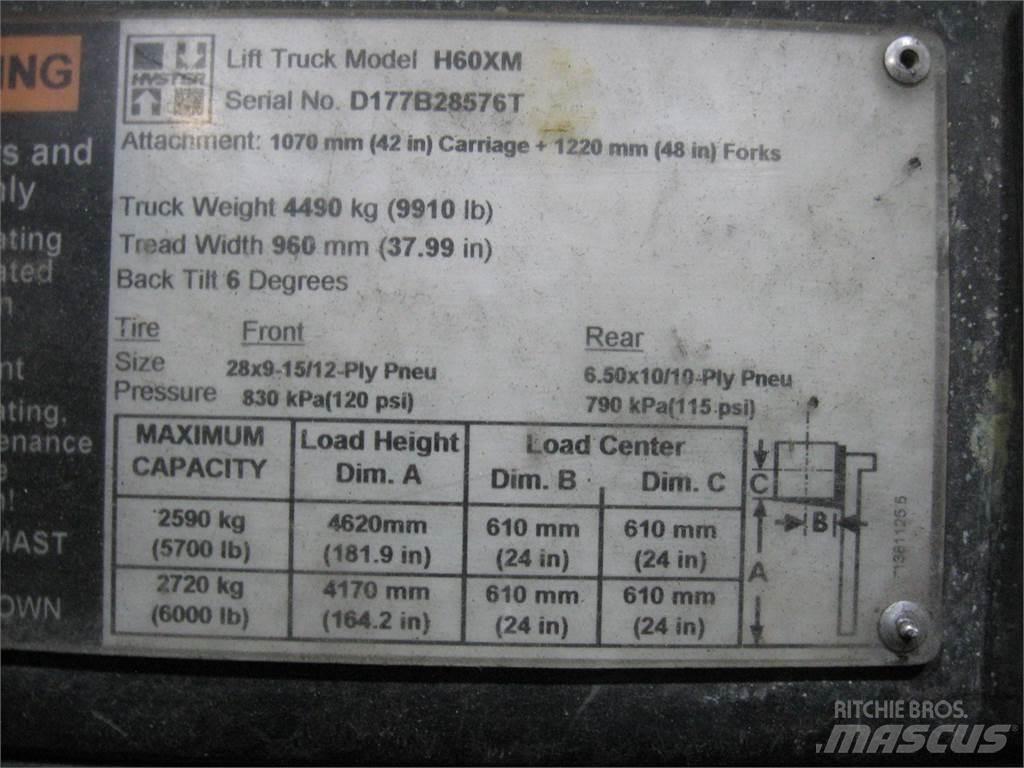 NG
s and
nly
ating
ated
n
nt
ating.
enance
e
MAST
OWN
HYSTER
Lift Truck Model H60XM
Serial No. D177B28576T
Attachment: 1070 mm (42 in) Carriage + 1220 mm (48 in) Forks
Truck Weight 4490 kg (9910 lb)
Tread Width 960 mm (37.99 in)
Back Tilt 6 Degrees
Tire Front Rear
Size 28x9-15/12-Ply Pneu 6.50x10/10-Ply Pneu
Pressure 830 kPa(120 psi) 790 kPa(115 psi)
MAXIMUM CAPACITY Load Height Dim. A Load Center Dim. B Dim. C
2590 kg 4620mm 610 mm 610 mm
(5700 lb) (181.9 in) (24 in) (24 in)
2720 kg 4170 mm 610 mm 610 mm
(6000 lb) (164.2 in) (24 in) (24 in)
C
B
A
RITCHIE BROS.
MASCUS